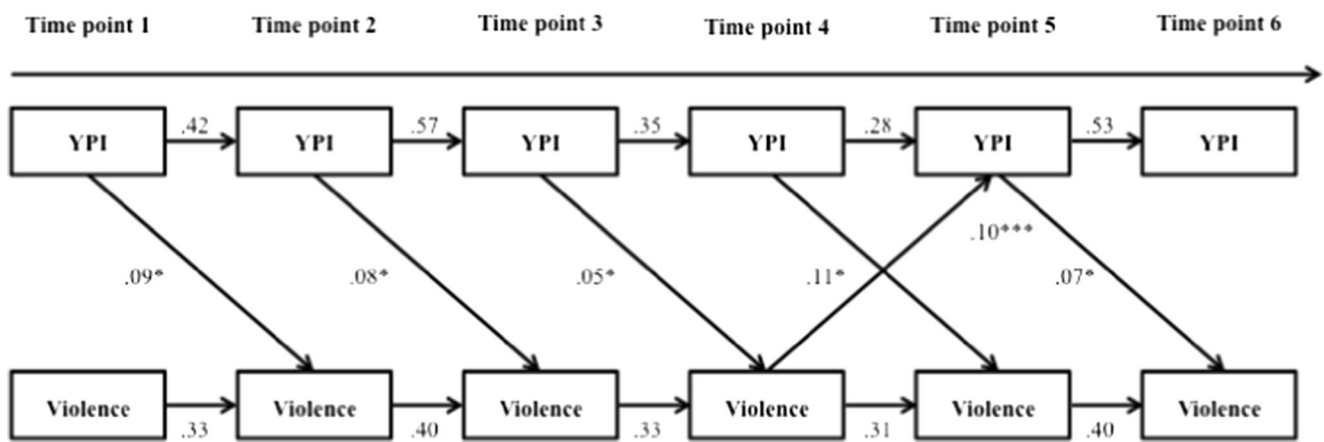 Time point 1 Time point 2 Time point 3 Time point 4 Time point 5 Time point 6
YPI .42 YPI .57 YPI .35 YPI .28 YPI .53 YPI
.10***
.09* .08* .05* .11* .07*
Violence Violence Violence Violence Violence Violence
.33 .40 .33 .31 .40